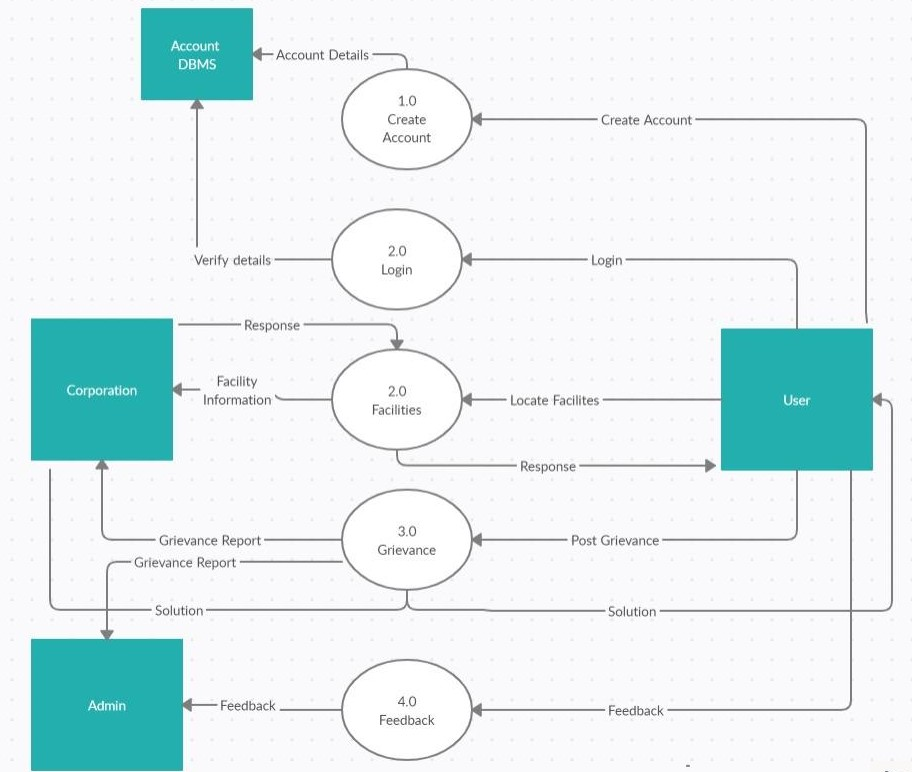 Account
DBMS
Account Details
1.0
Create
Account
Create Account
2.0
Login
Verify details
Login
Response
Corporation
Facility
Information
2.0
Facilities
Locate Facilites
User
Response
3.0
Grievance
Grievance Report
Post Grievance
Grievance Report
Solution
Solution
Admin
Feedback
4.0
Feedback
Feedback